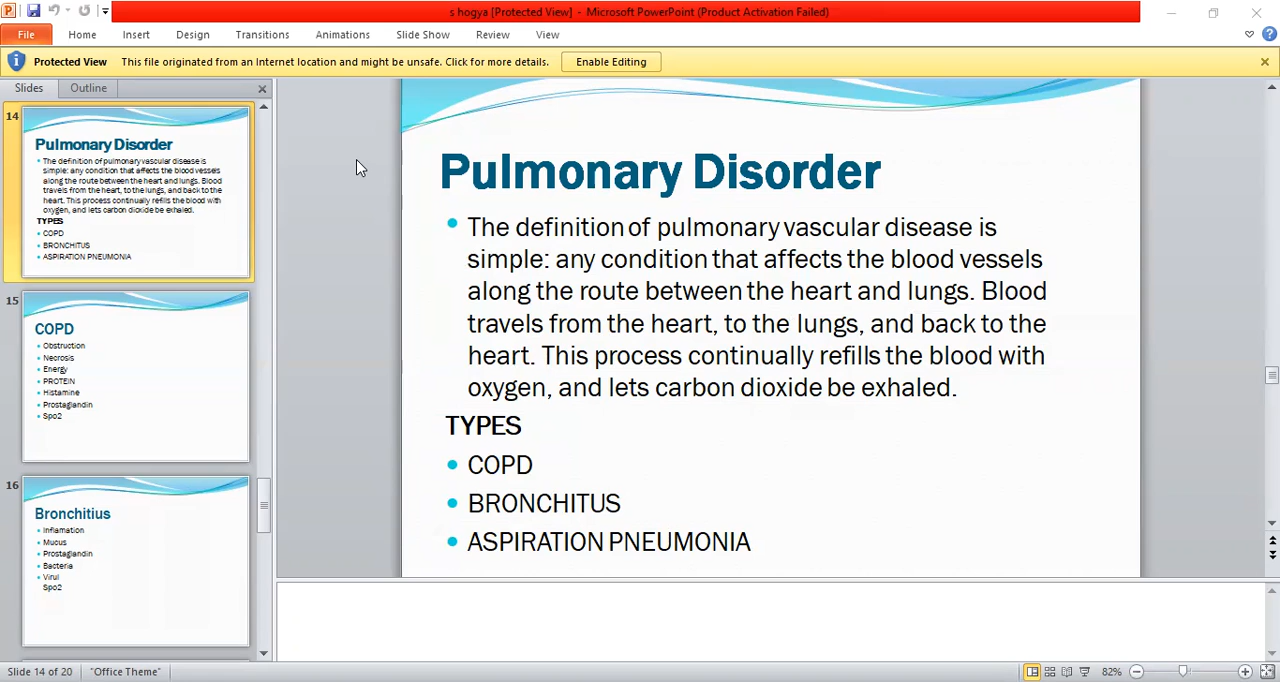 s hogya [Protected View] - Microsoft PowerPoint (Product Activation Failed)
File Home Insert Design Transitions Animations Slide Show Review View
Protected View This file originated from an Internet location and might be unsafe. Click for more details. Enable Editing
Slides Outline
14
Pulmonary Disorder
The definition of pulmonary vascular disease is
simple: any condition that affects the blood vessels
along the route between the heart and lungs. Blood
travels from the heart, to the lungs, and back to the
heart. This process continually refills the blood with
oxygen, and lets carbon dioxide be exhaled.
TYPES
COPD
BRONCHITUS
ASPIRATION PNEUMONIA
15
COPD
Obstruction
Necrosis
Energy
PROTEIN
Histamine
Prostaglandin
Spo2
16
Bronchitius
Inflamation
Mucus
Prostaglandin
Bacteria
Virul
Spo2
Pulmonary Disorder
The definition of pulmonary vascular disease is
simple: any condition that affects the blood vessels
along the route between the heart and lungs. Blood
travels from the heart, to the lungs, and back to the
heart. This process continually refills the blood with
oxygen, and lets carbon dioxide be exhaled.
TYPES
COPD
BRONCHITUS
ASPIRATION PNEUMONIA
Slide 14 of 20 "Office Theme" 82%